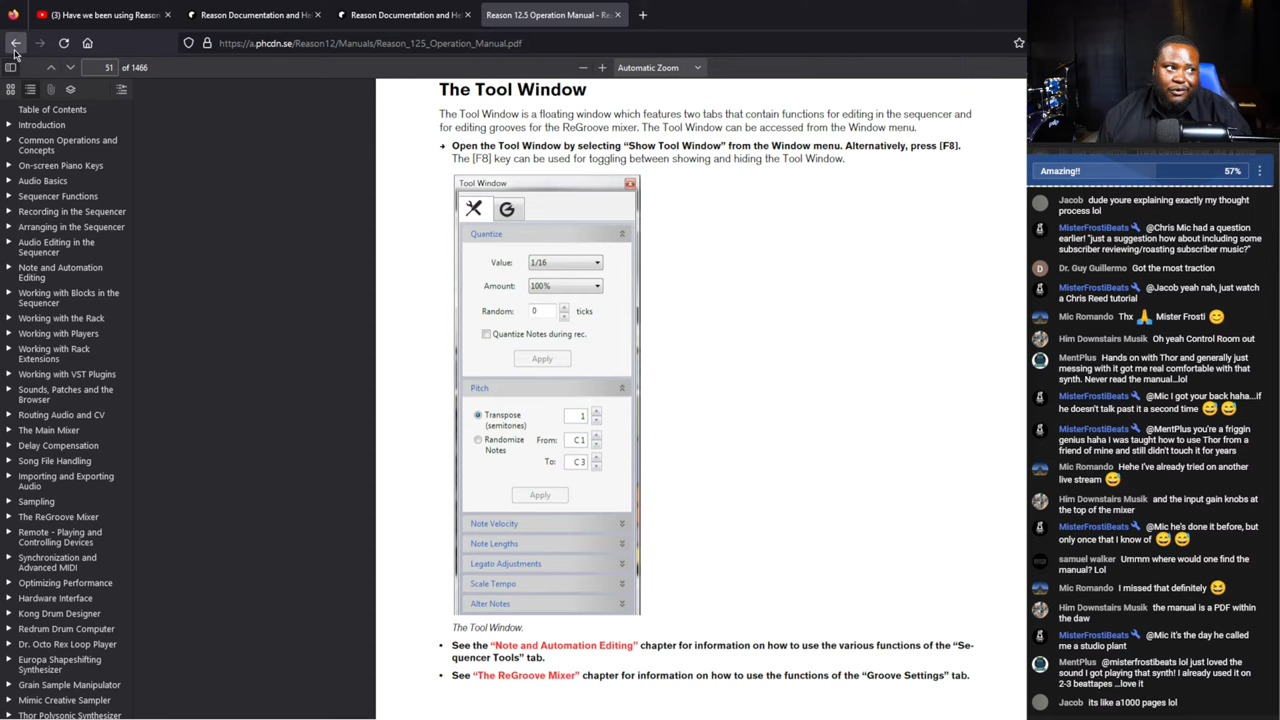 (3) Have we been using Reason
Reason Documentation and He
Reason Documentation and He
Reason 12.5 Operation Manual - Re
https://a.phcdn.se/Reason12/Manuals/Reason_125_Operation_Manual.pdf
51 of 1466
Automatic Zoom
Table of Contents
Introduction
Common Operations and
Concepts
On-screen Piano Keys
Audio Basics
Sequencer Functions
Recording in the Sequencer
Arranging in the Sequencer
Audio Editing in the
Sequencer
Note and Automation
Editing
Working with Blocks in the
Sequencer
Working with the Rack
Working with Players
Working with Rack
Extensions
Working with VST Plugins
Sounds, Patches and the
Browser
Routing Audio and CV
The Main Mixer
Delay Compensation
Song File Handling
Importing and Exporting
Audio
Sampling
The ReGroove Mixer
Remote - Playing and
Controlling Devices
Synchronization and
Advanced MIDI
Optimizing Performance
Hardware Interface
Kong Drum Designer
Redrum Drum Computer
Dr. Octo Rex Loop Player
Europa Shapeshifting
Synthesizer
Grain Sample Manipulator
Mimic Creative Sampler
Thor Polysonic Synthesizer
The Tool Window
The Tool Window is a floating window which features two tabs that contain functions for editing in the sequencer and
for editing grooves for the ReGroove mixer. The Tool Window can be accessed from the Window menu.
➔ Open the Tool Window by selecting “Show Tool Window” from the Window menu. Alternatively, press [F8].
The [F8] key can be used for toggling between showing and hiding the Tool Window.
Tool Window
Quantize
Value: 1/16
Amount: 100%
Random: 0 ticks
Quantize Notes during rec.
Apply
Pitch
Transpose
(semitones) 1
Randomize
Notes From: C 1
To: C 3
Apply
Note Velocity
Note Lengths
Legato Adjustments
Scale Tempo
Alter Notes
The Tool Window.
• See the “Note and Automation Editing” chapter for information on how to use the various functions of the “Se-
quencer Tools” tab.
• See “The ReGroove Mixer” chapter for information on how to use the functions of the “Groove Settings” tab.
Amazing!! 57%
Jacob dude youre explaining exactly my thought
process lol
MisterFrostiBeats @Chris Mic had a question
earlier! "just a suggestion how about including some
subscriber reviewing/roasting subscriber music?"
D Dr. Guy Guillermo Got the most traction
MisterFrostiBeats @Jacob yeah nah, just watch
a Chris Reed tutorial
Mic Romando Thx 🙏 Mister Frosti 😊
Him Downstairs Musik Oh yeah Control Room out
MentPlus Hands on with Thor and generally just
messing with it got me real comfortable with that
synth. Never read the manual...lol
MisterFrostiBeats @Mic I got your back haha...if
he doesn't talk past it a second time 😅 😅
MisterFrostiBeats @MentPlus you're a friggin
genius haha I was taught how to use Thor from a
friend of mine and still didn't touch it for years
Mic Romando Hehe I've already tried on another
live stream 😅
Him Downstairs Musik and the input gain knobs at
the top of the mixer
MisterFrostiBeats @Mic he's done it before, but
only once that I know of 😅 😅
samuel walker Ummm where would one find the
manual? Lol
Mic Romando I missed that definitely 😆
Him Downstairs Musik the manual is a PDF within
the daw
MisterFrostiBeats @Mic it's the day he called
me a studio plant
MentPlus @misterfrostibeats lol just loved the
sound I got playing that synth! I already used it on
2-3 beattapes ...love it
Jacob its like a1000 pages lol